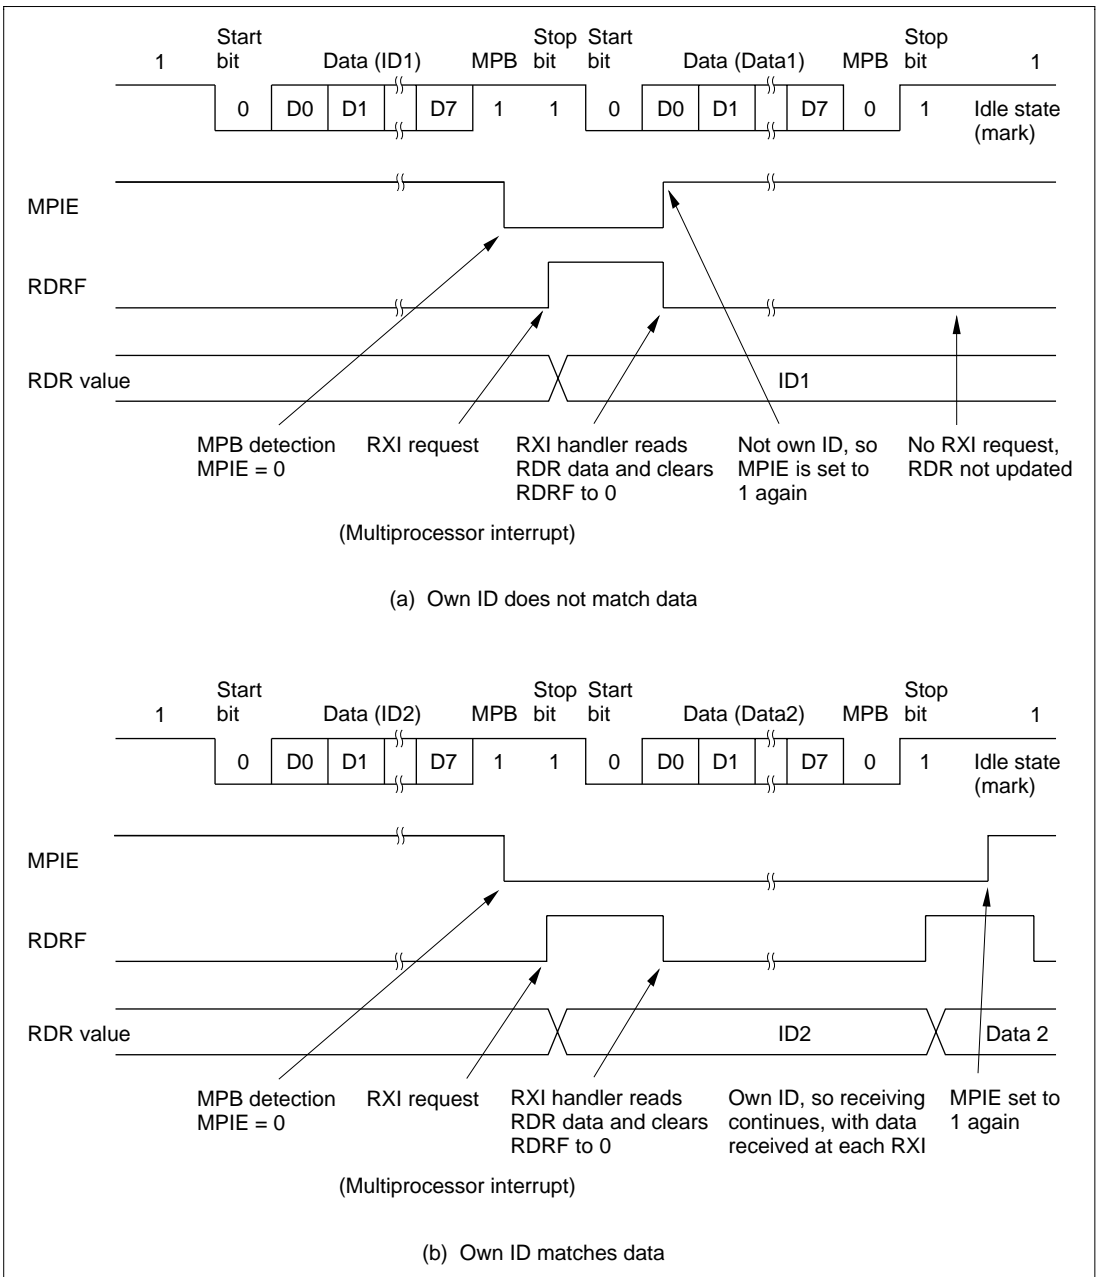 Start Stop Start Stop
1 bit Data (ID1) MPB bit bit Data (Data1) MPB bit 1
0 D0 D1 D7 1 1 0 D0 D1 D7 0 1 Idle state
(mark)
MPIE
RDRF
RDR value ID1
MPB detection
MPIE = 0
RXI request
RXI handler reads
RDR data and clears
RDRF to 0
Not own ID, so
MPIE is set to
1 again
No RXI request,
RDR not updated
(Multiprocessor interrupt)
(a) Own ID does not match data
Start Stop Start Stop
1 bit Data (ID2) MPB bit bit Data (Data2) MPB bit 1
0 D0 D1 D7 1 1 0 D0 D1 D7 0 1 Idle state
(mark)
MPIE
RDRF
RDR value ID2 Data 2
MPB detection
MPIE = 0
RXI request
RXI handler reads
RDR data and clears
RDRF to 0
Own ID, so receiving
continues, with data
received at each RXI
MPIE set to
1 again
(Multiprocessor interrupt)
(b) Own ID matches data